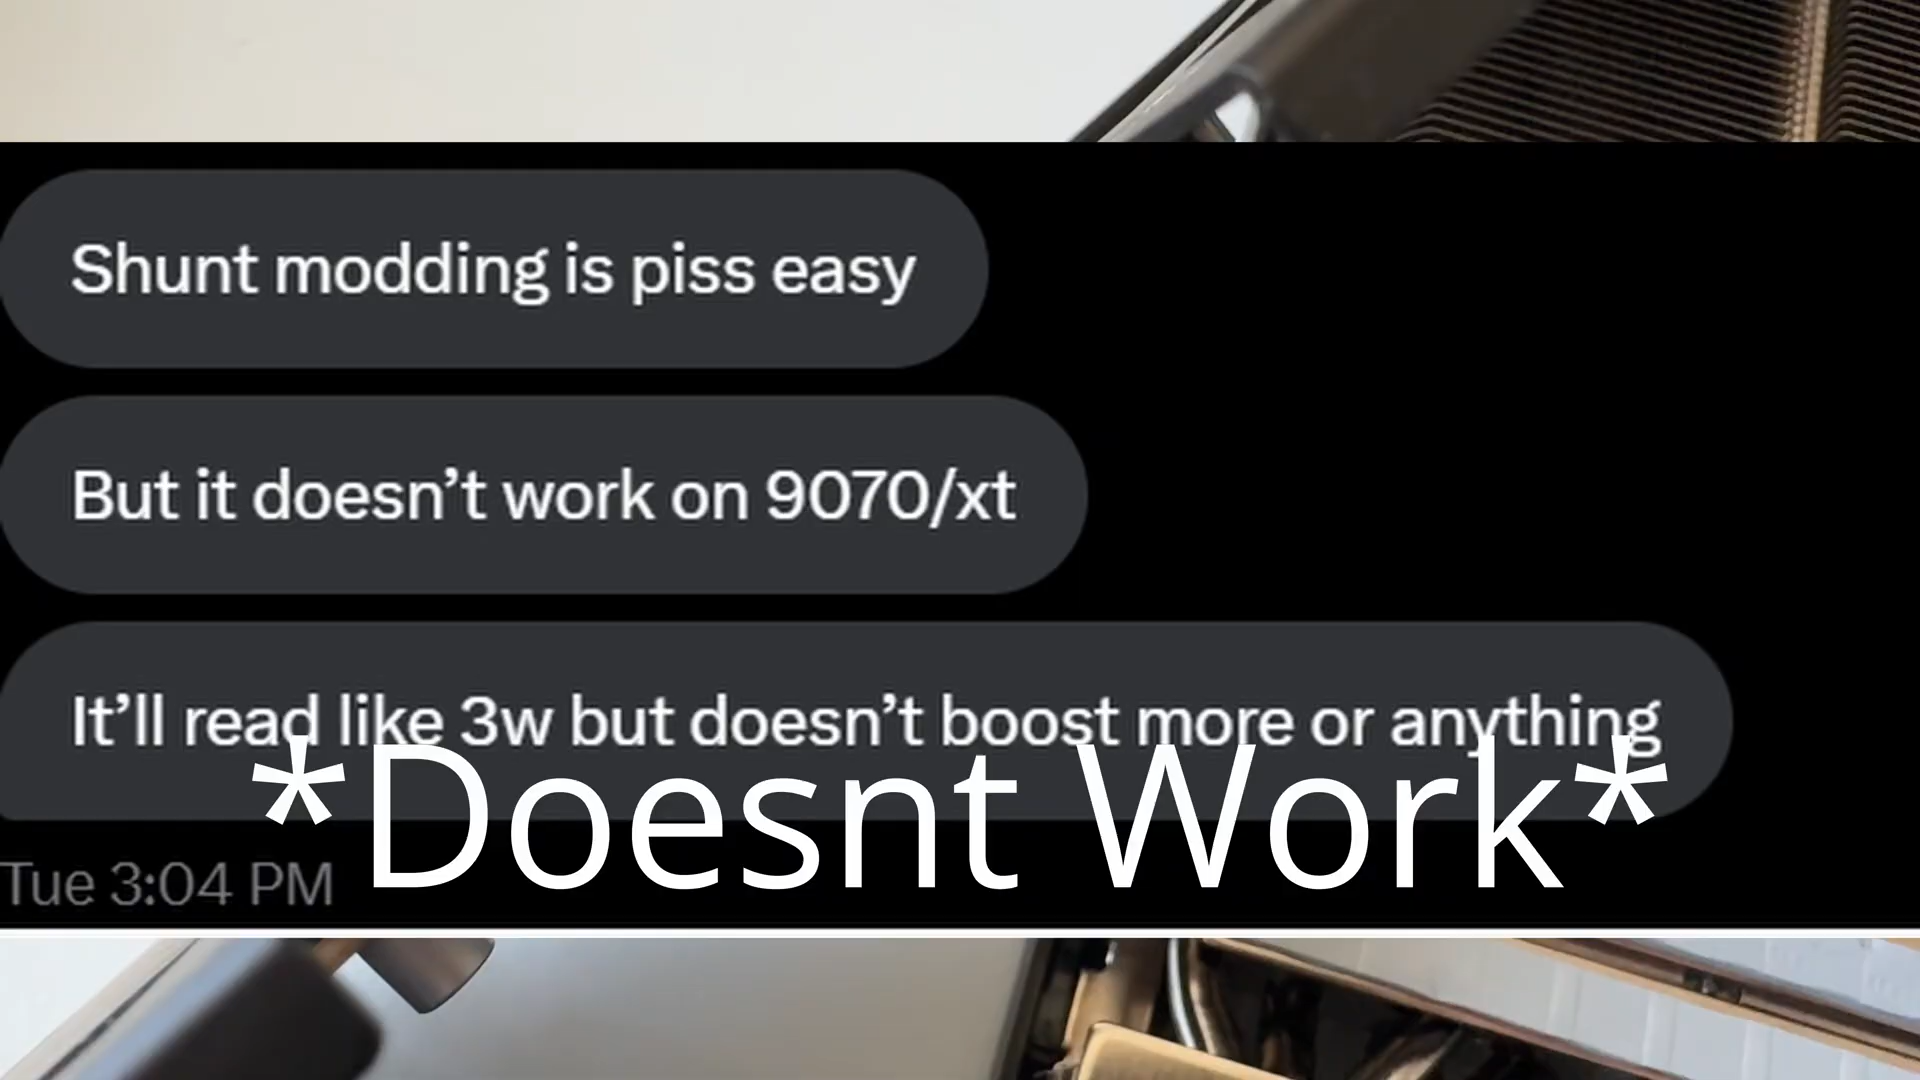 Shunt modding is piss easy
But it doesn’t work on 9070/xt
It’ll read like 3w but doesn’t boost more or anything
*Doesnt Work*
Tue 3:04 PM